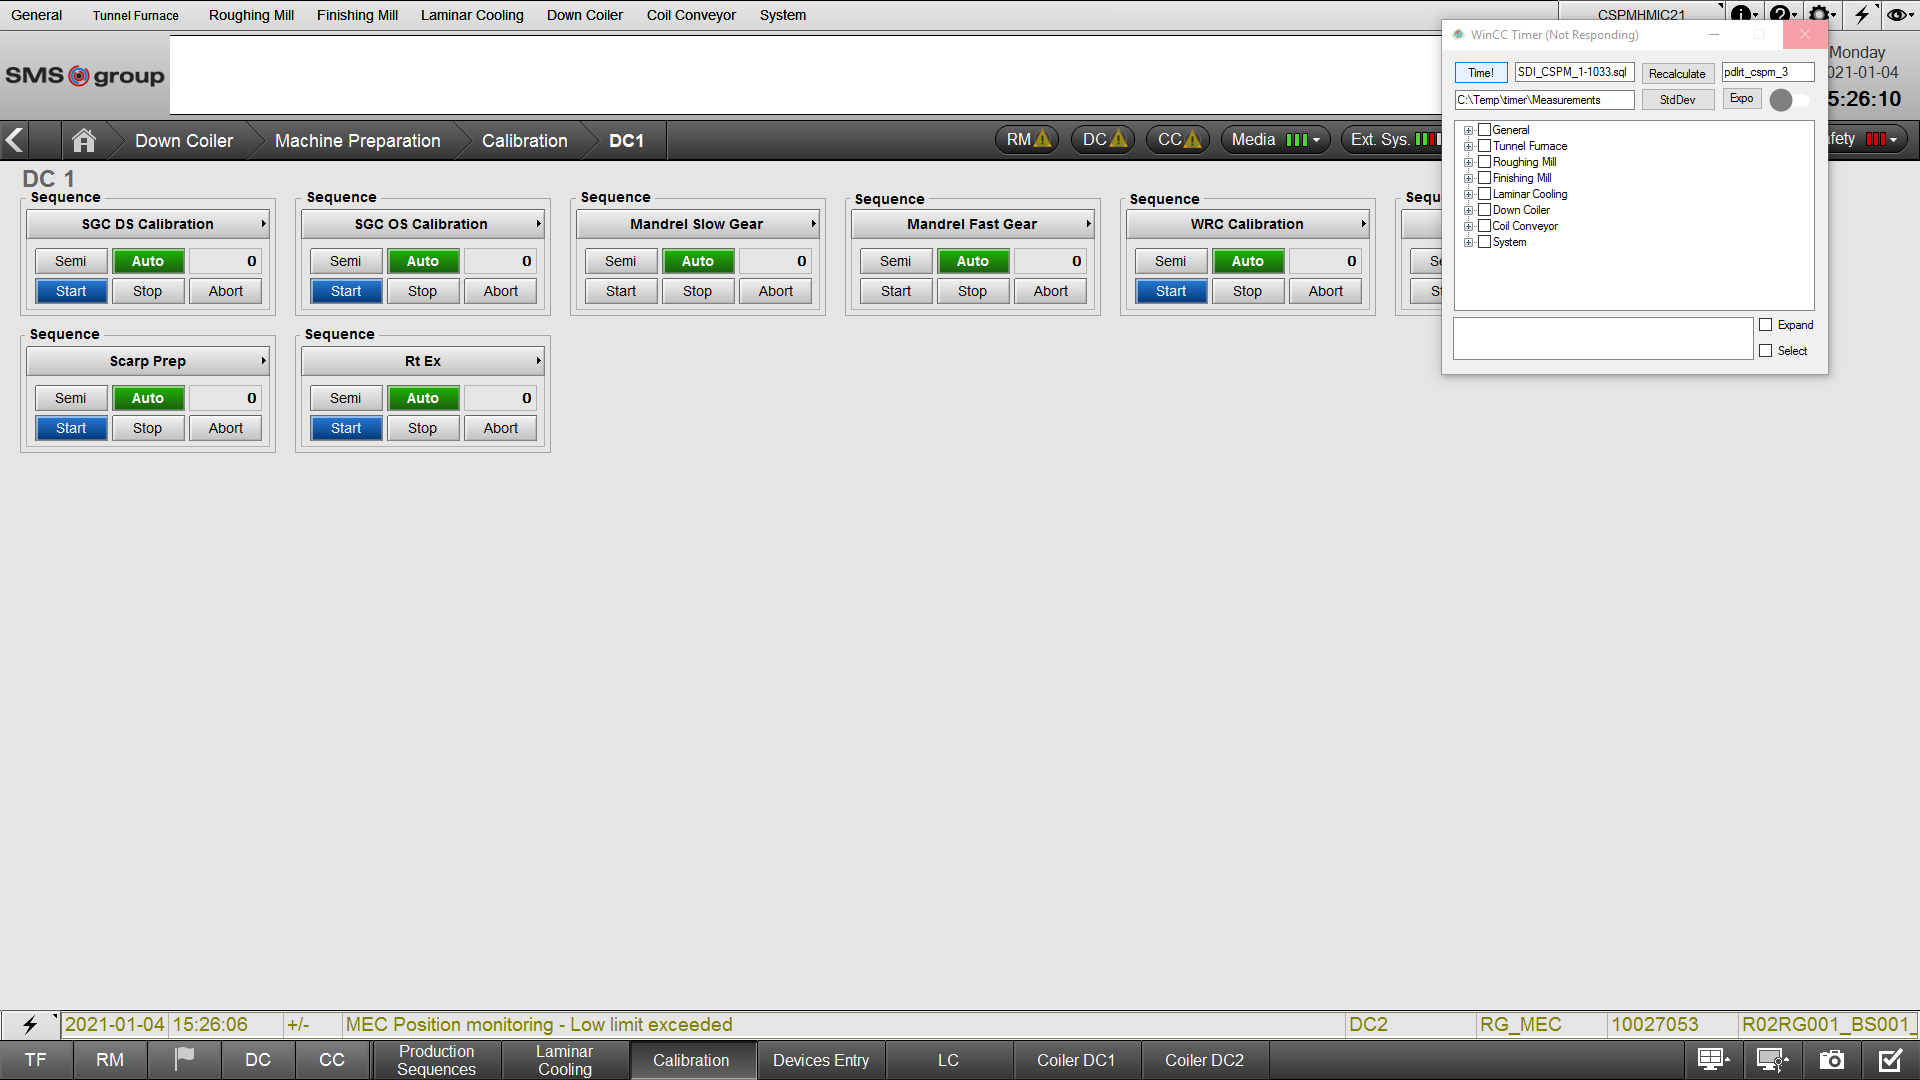 General Tunnel Furnace Roughing Mill Finishing Mill Laminar Cooling Down Coiler Coil Conveyor System CSPMHMIC21
WinCC Timer (Not Responding)
SMS group
Monday
021-01-04
5:26:10
Time! SDI_CSPM_1-1033.sql Recalculate pdlrt_cspm_3
C:\Temp\timer\Measurements StdDev Expo
Down Coiler Machine Preparation Calibration DC1 RM DC CC Media Ext. Sys. fety
General
Tunnel Furnace
Roughing Mill
Finishing Mill
Laminar Cooling
Down Coiler
Coil Conveyor
System
Expand
Select
DC 1
Sequence Sequence Sequence Sequence Sequence Sequ
SGC DS Calibration SGC OS Calibration Mandrel Slow Gear Mandrel Fast Gear WRC Calibration
Semi Auto 0 Semi Auto 0 Semi Auto 0 Semi Auto 0 Semi Auto 0 Se
Start Stop Abort Start Stop Abort Start Stop Abort Start Stop Abort Start Stop Abort St
Sequence Sequence
Scarp Prep Rt Ex
Semi Auto 0 Semi Auto 0
Start Stop Abort Start Stop Abort
2021-01-04 15:26:06 +/- MEC Position monitoring - Low limit exceeded DC2 RG_MEC 10027053 R02RG001_BS001_
TF RM DC CC Production Sequences Laminar Cooling Calibration Devices Entry LC Coiler DC1 Coiler DC2